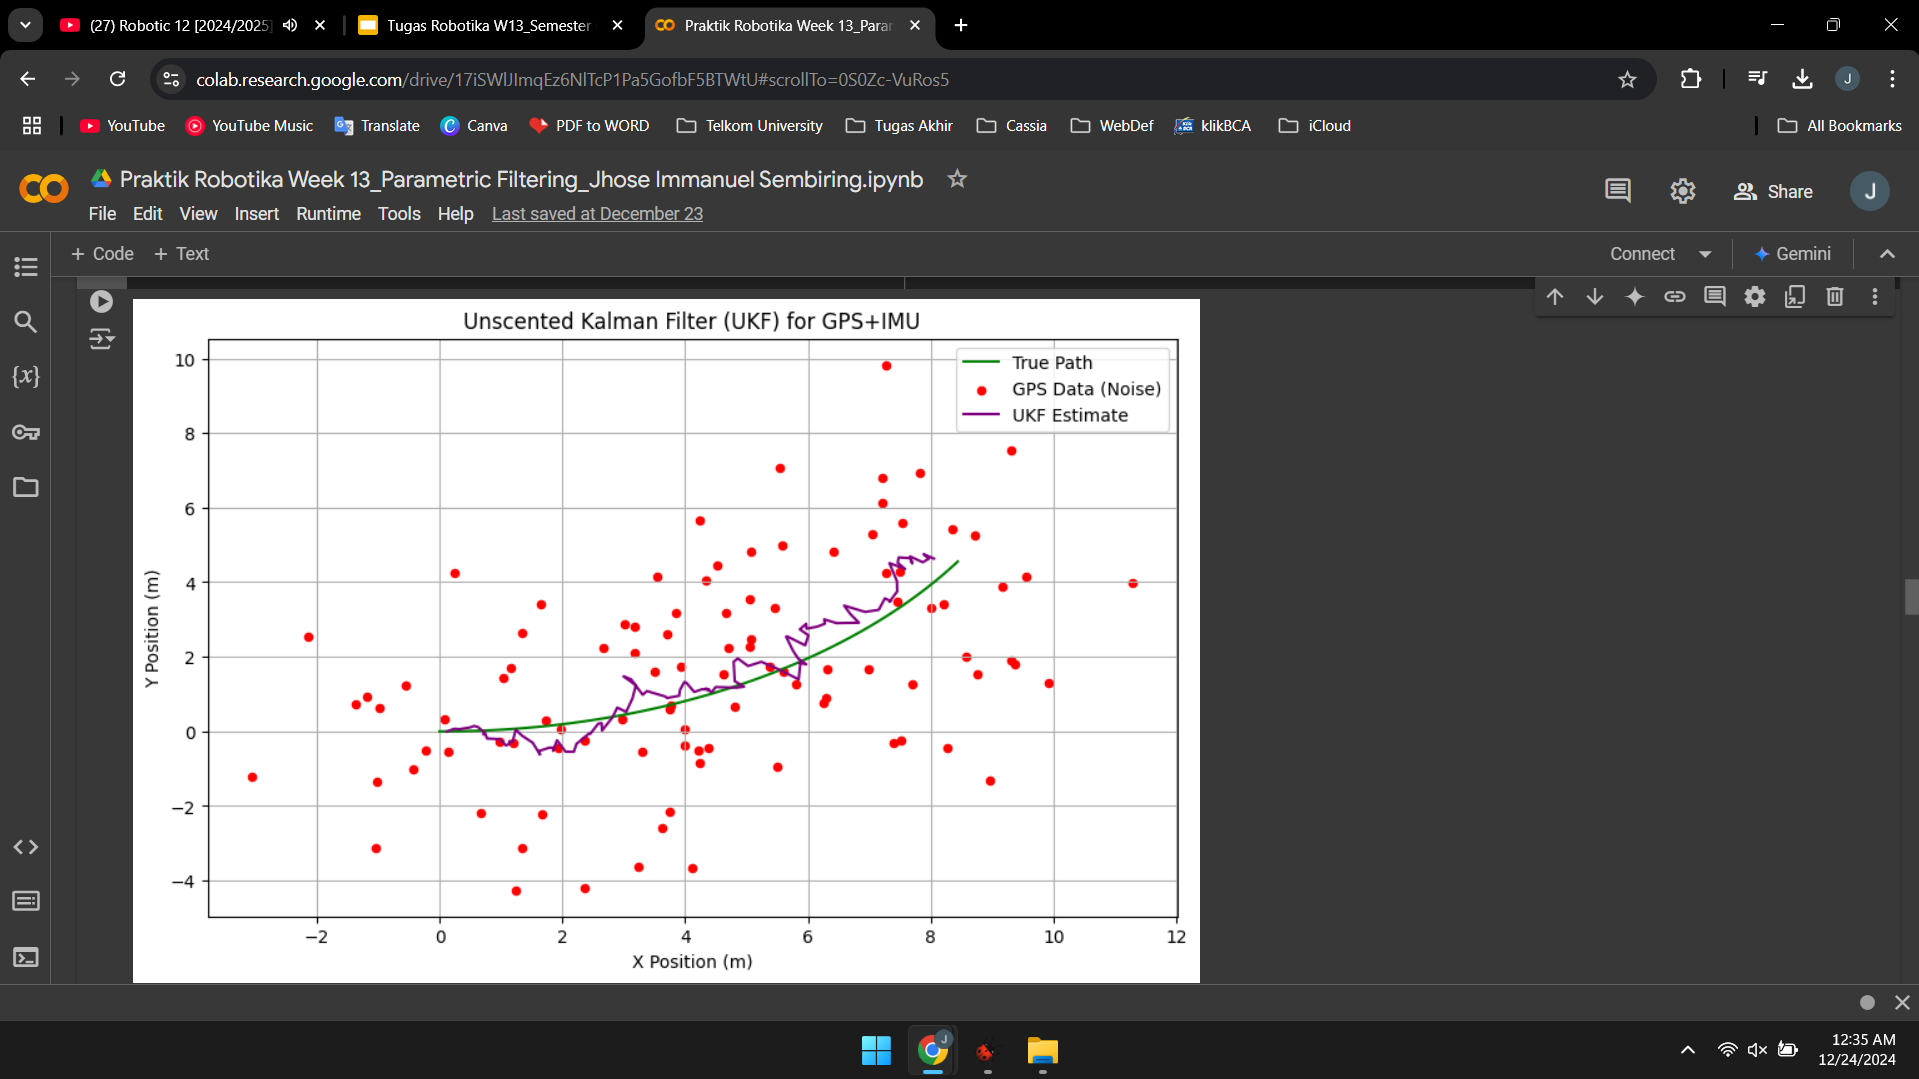 (27) Robotic 12 [2024/2025]
Tugas Robotika W13_Semester
Praktik Robotika Week 13_Para
colab.research.google.com/drive/17iSWlJImqEz6NlTcP1Pa5GofbF5BTWtU#scrollTo=0S0Zc-VuRos5
J
YouTube
YouTube Music
Translate
Canva
PDF to WORD
Telkom University
Tugas Akhir
Cassia
WebDef
klikBCA
iCloud
All Bookmarks
Praktik Robotika Week 13_Parametric Filtering_Jhose Immanuel Sembiring.ipynb
File Edit View Insert Runtime Tools Help Last saved at December 23
Share
J
+ Code + Text
Connect
Gemini
{x}
Unscented Kalman Filter (UKF) for GPS+IMU
True Path
GPS Data (Noise)
UKF Estimate
10
8
6
4
2
0
−2
−4
Y Position (m)
−2 0 2 4 6 8 10 12
X Position (m)
J
12:35 AM
12/24/2024